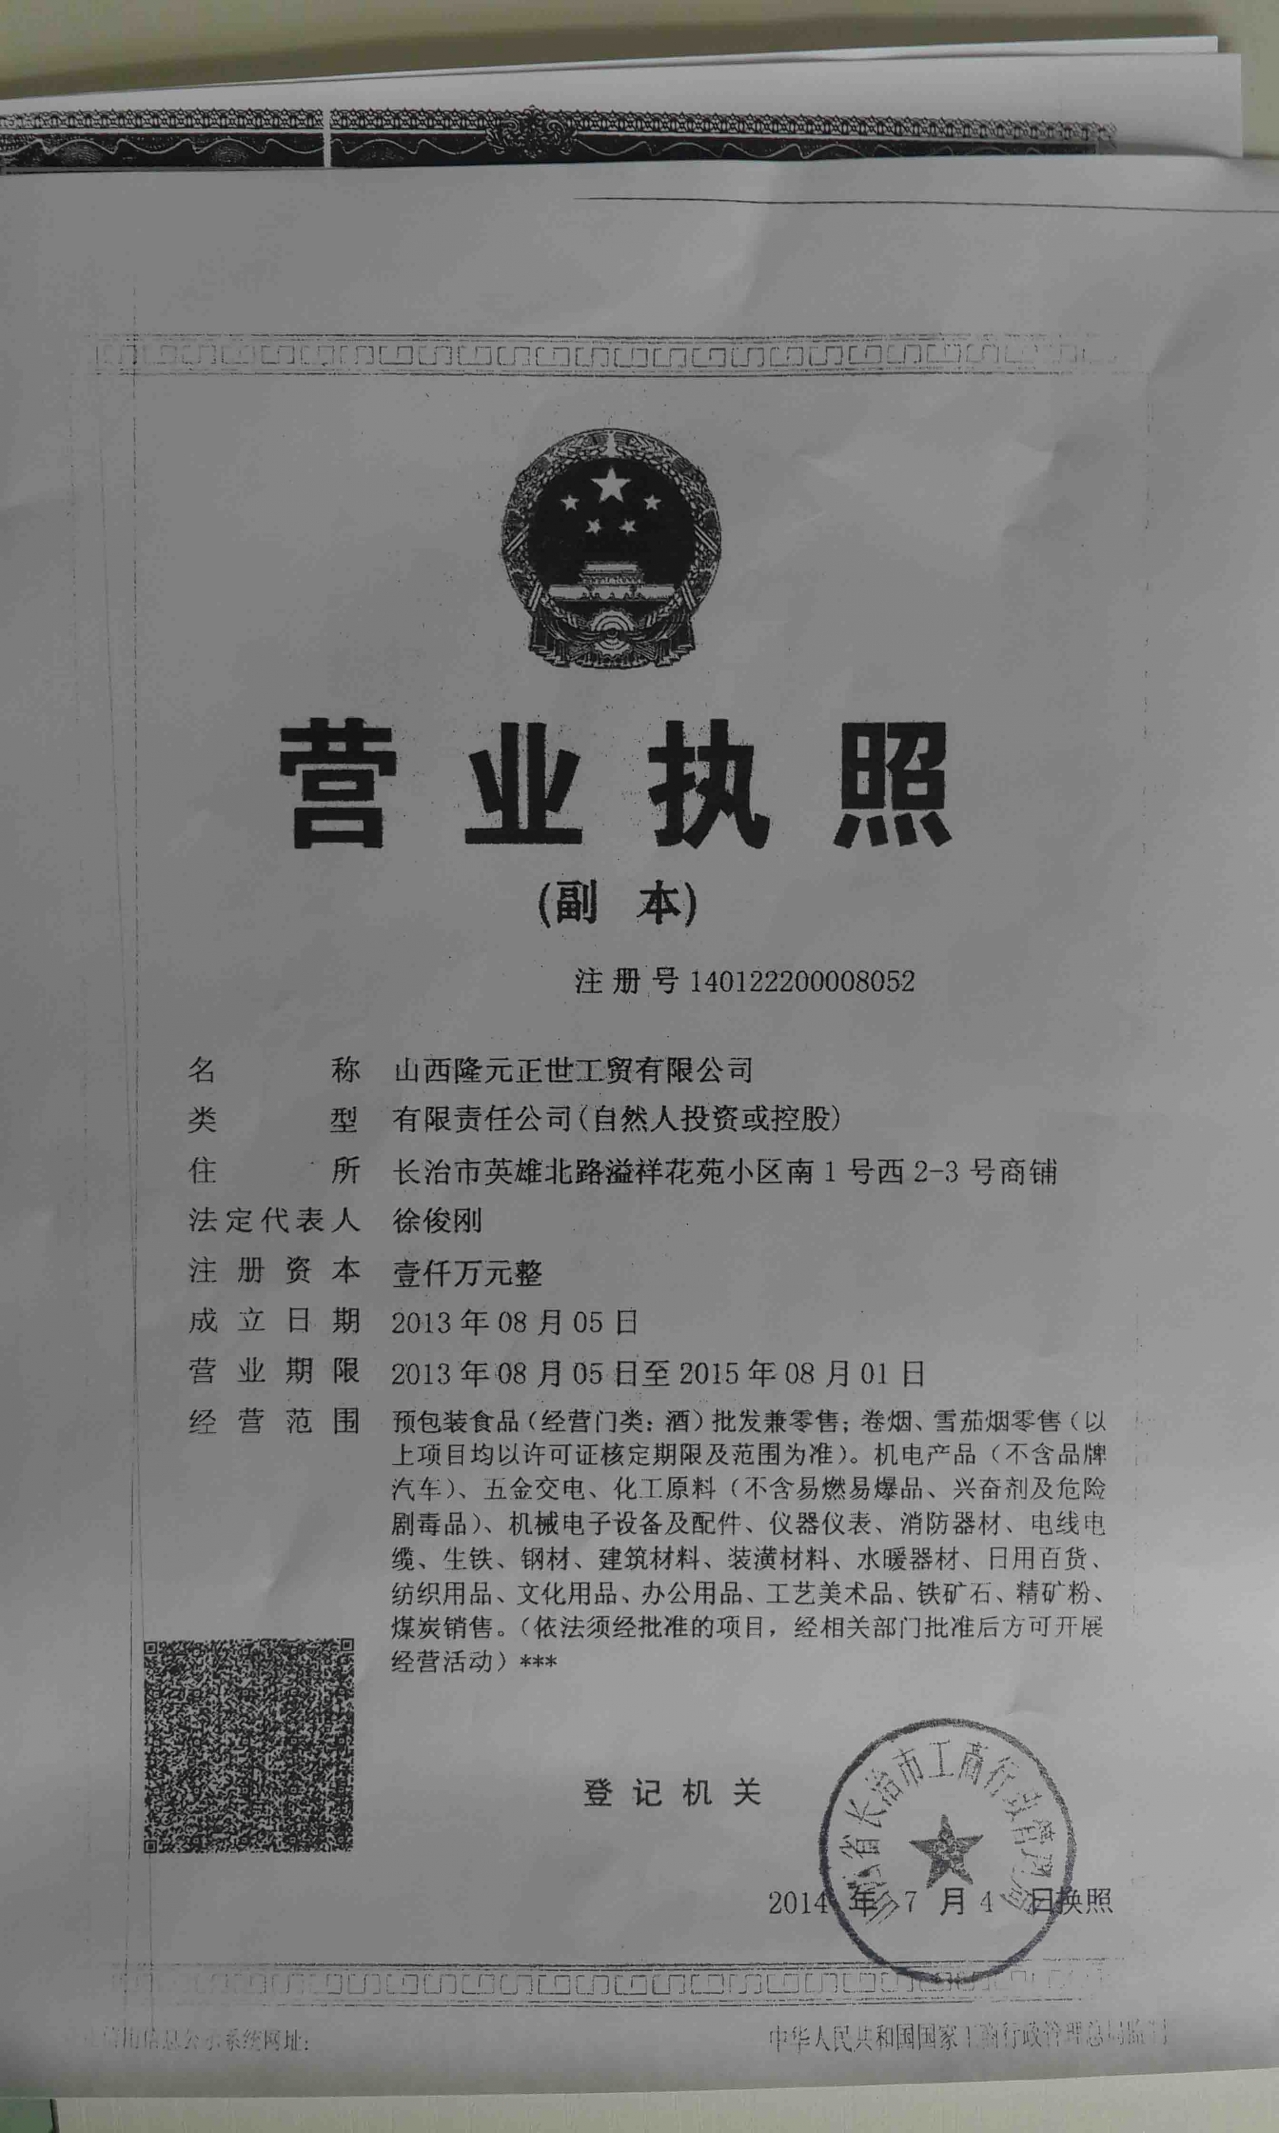 营业执照
(副 本)
注册号140122200008052
名 称 山西隆元正世工贸有限公司
类 型 有限责任公司(自然人投资或控股)
住 所 长治市英雄北路溢祥花苑小区南1号西2-3号商铺
法定代表人 徐俊刚
注册资本 壹仟万元整
成立日期 2013年08月05日
营业期限 2013年08月05日至2015年08月01日
经营范围 预包装食品(经营门类:酒)批发兼零售;卷烟、雪茄烟零售(以
上项目均以许可证核定期限及范围为准)。机电产品(不含品牌
汽车)、五金交电、化工原料(不含易燃易爆品、兴奋剂及危险
剧毒品)、机械电子设备及配件、仪器仪表、消防器材、电线电
缆、生铁、钢材、建筑材料、装潢材料、水暖器材、日用百货、
纺织用品、文化用品、办公用品、工艺美术品、铁矿石、精矿粉、
煤炭销售。(依法须经批准的项目,经相关部门批准后方可开展
经营活动)***
登记机关
省长治市工商行政管理局
2014年7月4日换照
信用信息公示系统网址:
中华人民共和国国家工商行政管理总局监制